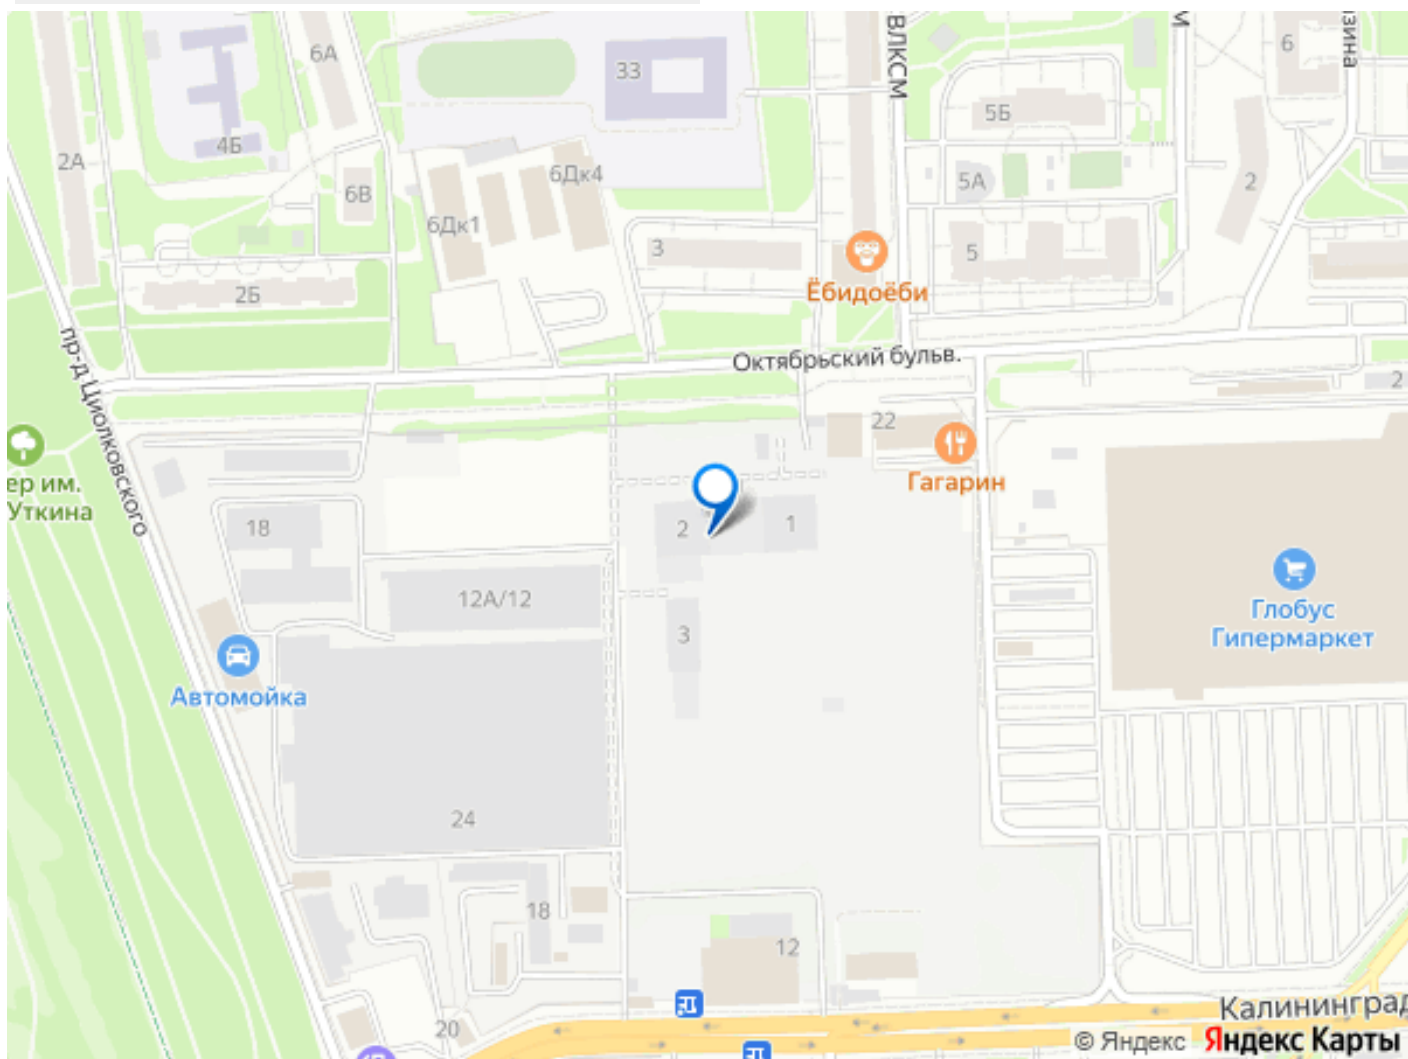 ВЛКСМ
М
зина
6А
33
6
5Б
4Б
2А
6Дк4
5А
2
6В
6Дк1
3
5
Ёбидоёби
2Б
пр-д Циолковского
Октябрьский бульв.
2
22
ер им.
Уткина
Гагарин
18
2
1
12А/12
Глобус
Гипермаркет
3
Автомойка
24
18
12
20
Калининград
© Яндекс Яндекс Карты